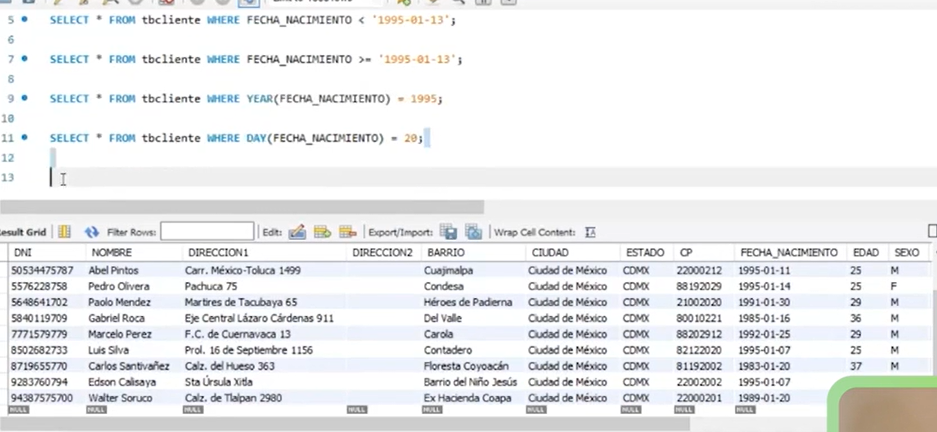 5 SELECT * FROM tbcliente WHERE FECHA_NACIMIENTO < '1995-01-13';
6
7 SELECT * FROM tbcliente WHERE FECHA_NACIMIENTO >= '1995-01-13';
8
9 SELECT * FROM tbcliente WHERE YEAR(FECHA_NACIMIENTO) = 1995;
10
11 SELECT * FROM tbcliente WHERE DAY(FECHA_NACIMIENTO) = 20;
12
13
esult Grid Filter Rows: Edit: Export/Import: Wrap Cell Content:
DNI NOMBRE DIRECCION1 DIRECCION2 BARRIO CIUDAD ESTADO CP FECHA_NACIMIENTO EDAD SEXO
50534475787 Abel Pintos Carr. México-Toluca 1499 Cuajimalpa Ciudad de México CDMX 22000212 1995-01-11 25 M
5576228758 Pedro Olivera Pachuca 75 Condesa Ciudad de México CDMX 88192029 1995-01-14 25 F
5648641702 Paolo Mendez Martires de Tacubaya 65 Héroes de Padierna Ciudad de México CDMX 21002020 1991-01-30 29 M
5840119709 Gabriel Roca Eje Central Lázaro Cárdenas 911 Del Valle Ciudad de México CDMX 80010221 1985-01-16 36 M
7771579779 Marcelo Perez F.C. de Cuernavaca 13 Carola Ciudad de México CDMX 88202912 1992-01-25 29 M
8502682733 Luis Silva Prol. 16 de Septiembre 1156 Contadero Ciudad de México CDMX 82122020 1995-01-07 25 M
8719655770 Carlos Santivañez Calz. del Hueso 363 Floresta Coyoacán Ciudad de México CDMX 81192002 1983-01-20 37 M
9283760794 Edson Calisaya Sta Úrsula Xitla Barrio del Niño Jesús Ciudad de México CDMX 22002002 1995-01-07
94387575700 Walter Soruco Calz. de Tlalpan 2980 Ex Hacienda Coapa Ciudad de México CDMX 22000201 1989-01-20
NULL NULL NULL NULL NULL NULL NULL NULL NULL